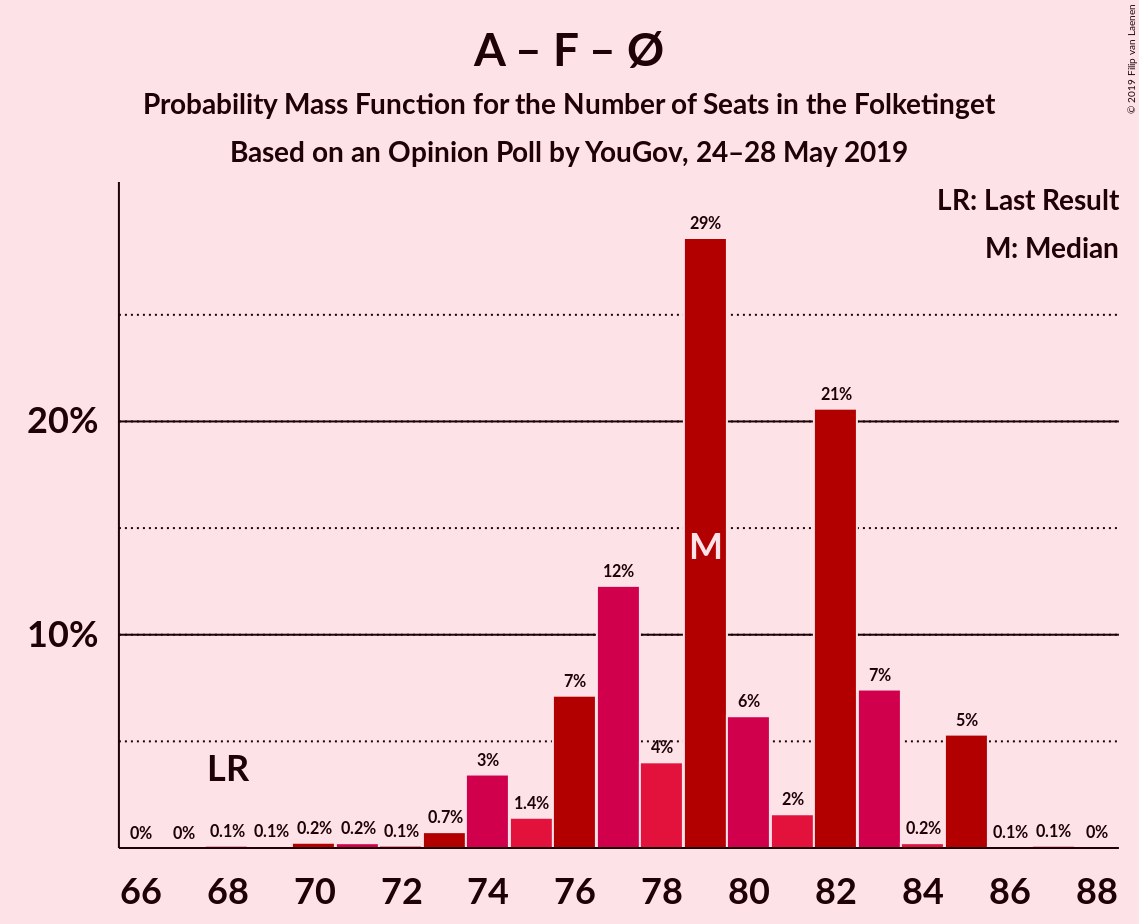 A – F – Ø
Probability Mass Function for the Number of Seats in the Folketinget
Based on an Opinion Poll by YouGov, 24–28 May 2019
© 2019 Filip van Laenen
LR: Last Result
M: Median
20%
10%
LR
M
0%
0%
0.1%
0.1%
0.2%
0.2%
0.1%
0.7%
3%
1.4%
7%
12%
4%
29%
6%
2%
21%
7%
0.2%
5%
0.1%
0.1%
0%
66 68 70 72 74 76 78 80 82 84 86 88